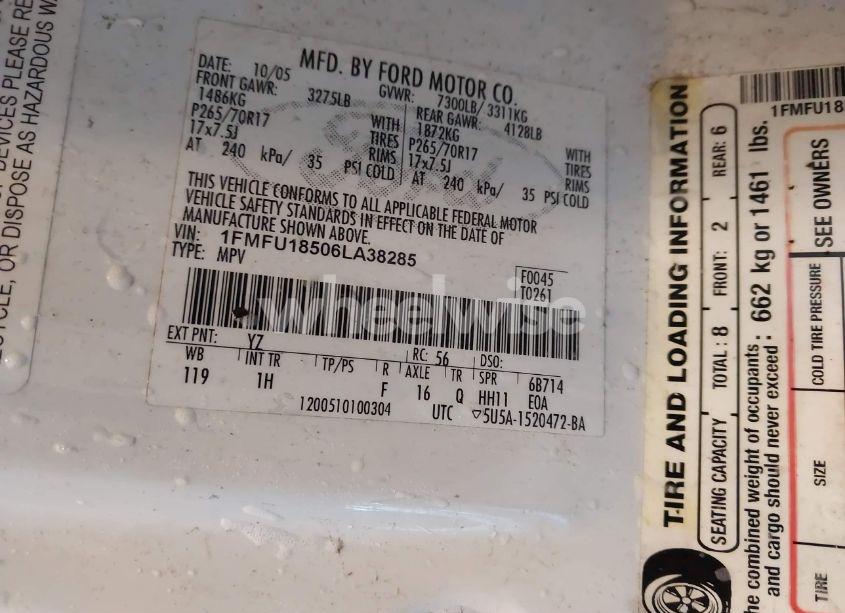 DEVICES PLEASE RE
CYCLE, OR DISPOSE AS HAZARDOUS W
MFD. BY FORD MOTOR CO.
DATE: 10/05 GVWR: 7300LB/ 3311KG
FRONT GAWR: 3275LB REAR GAWR: 4128LB
1486KG WITH 1872KG WITH
P265/70R17 TIRES P265/70R17 TIRES
17x7.5J RIMS 17x7.5J RIMS
AT 240 kPa/ 35 PSI COLD AT 240 kPa/ 35 PSI COLD
THIS VEHICLE CONFORMS TO ALL APPLICABLE FEDERAL MOTOR
VEHICLE SAFETY STANDARDS IN EFFECT ON THE DATE OF
MANUFACTURE SHOWN ABOVE.
VIN: 1FMFU18506LA38285
TYPE: MPV
F0045
T0261
wheelwise
EXT PNT: YZ RC: 56 DSO:
WB INT TR TP/PS R AXLE TR SPR 6B714
119 1H F 16 Q HH11 EOA
1200510100304 UTC ▽5U5A-1520472-BA
1FMFU18
TIRE AND LOADING INFORMATION
SEATING CAPACITY TOTAL: 8 FRONT: 2 REAR: 6
he combined weight of occupants
and cargo should never exceed: 662 kg or 1461 lbs.
TIRE SIZE COLD TIRE PRESSURE SEE OWNERS